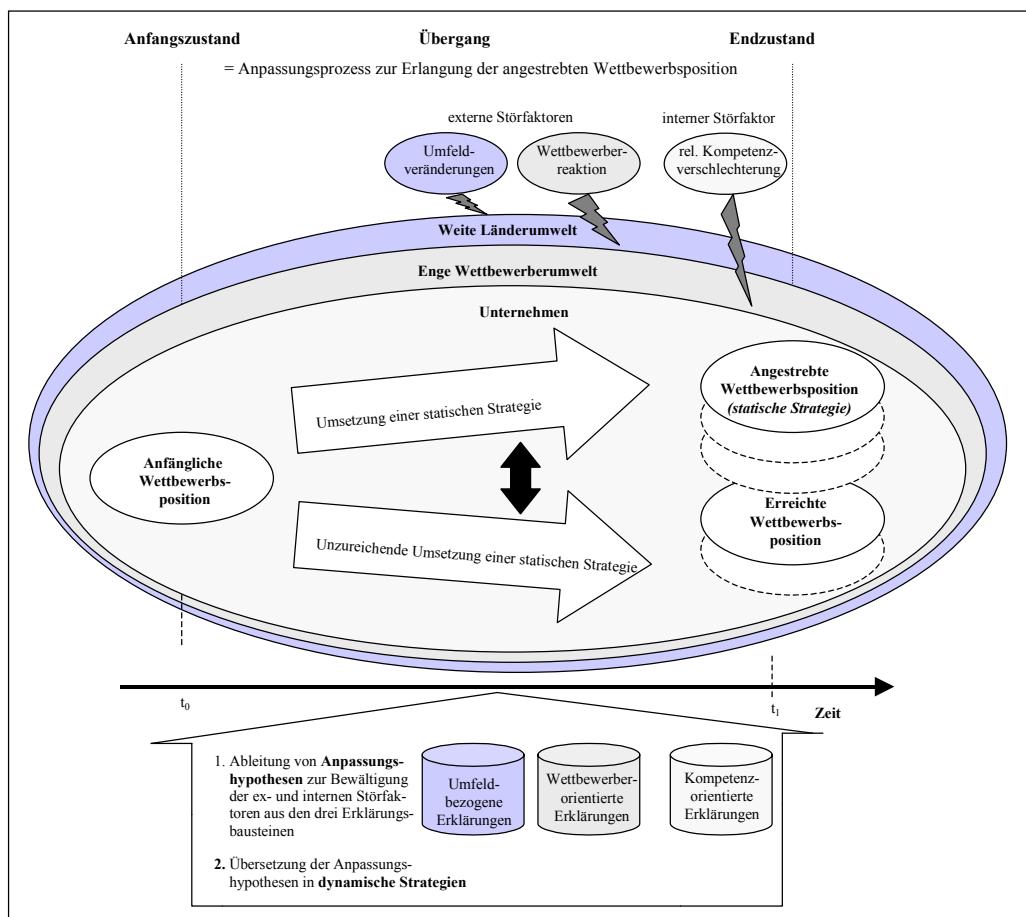 Anfangszustand
Übergang
Endzustand
= Anpassungsprozess zur Erlangung der angestrebten Wettbewerbsposition
externe Störfaktoren
interner Störfaktor
Umfeld-
veränderungen
Wettbewerber-
reaktion
rel. Kompetenz-
verschlechterung
Weite Länderumwelt
Enge Wettbewerberumwelt
Unternehmen
Umsetzung einer statischen Strategie
Angestrebte
Wettbewerbsposition
(statische Strategie)
Anfängliche
Wettbewerbs-
position
Unzureichende Umsetzung einer statischen Strategie
Erreichte
Wettbewerbs-
position
t0
t1
Zeit
1. Ableitung von Anpassungs-
hypothesen zur Bewältigung
der ex- und internen Störfak-
toren aus den drei Erklärungs-
bausteinen
Umfeld-
bezogene
Erklärungen
Wettbewerber-
orientierte
Erklärungen
Kompetenz-
orientierte
Erklärungen
2. Übersetzung der Anpassungs-
hypothesen in dynamische Strategien